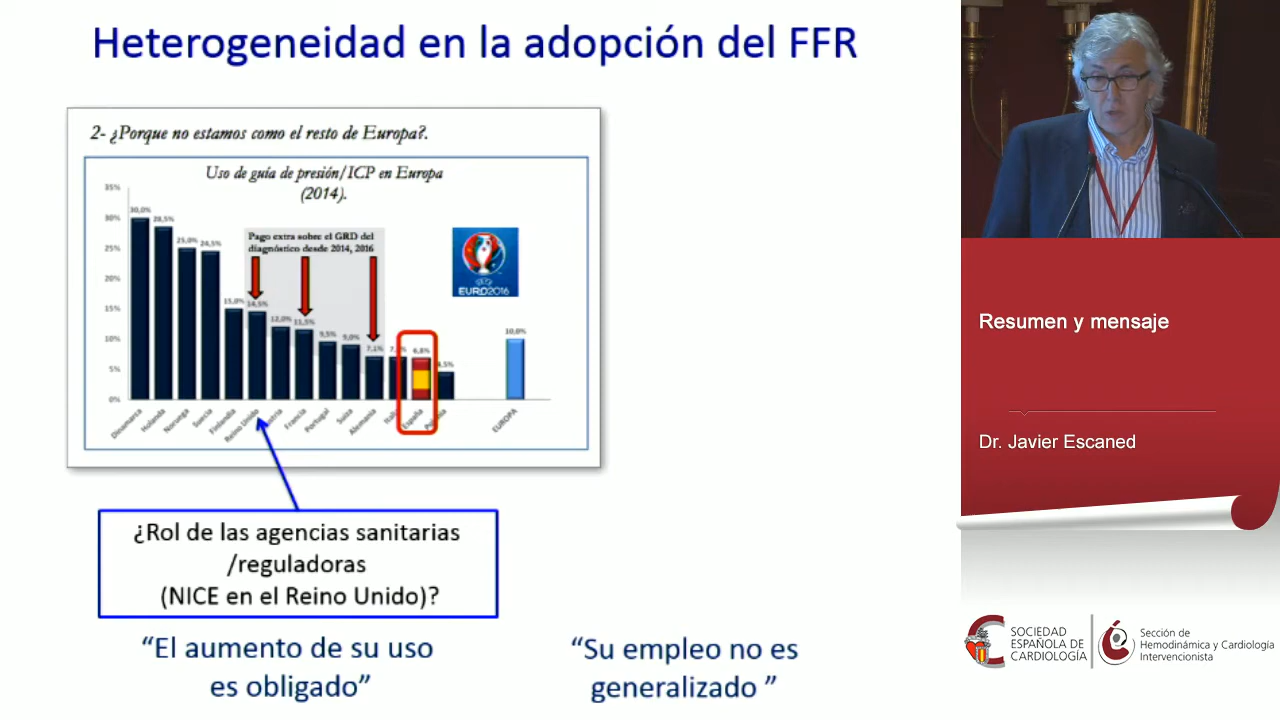 Heterogeneidad en la adopción del FFR
2- ¿Porque no estamos como el resto de Europa?.
Uso de guía de presión/ICP en Europa
(2014).
35%
30%
25%
20%
15%
10%
5%
0%
30,0%
28,5%
25,0%
24,5%
15,0%
14,5%
12,0%
11,5%
9,5%
9,0%
7,1%
6,8%
10,0%
Pago extra sobre el GRD del
diagnóstico desde 2014, 2016
UEFA
EURO2016
Dinamarca
Holanda
Noruega
Suecia
Finlandia
Reino Unido
Francia
Portugal
Suiza
Alemania
España
EUROPA
¿Rol de las agencias sanitarias
/reguladoras
(NICE en el Reino Unido)?
“El aumento de su uso
es obligado”
“Su empleo no es
generalizado ”
Resumen y mensaje
Dr. Javier Escaned
SOCIEDAD
ESPAÑOLA DE
CARDIOLOGÍA
Sección de
Hemodinámica y Cardiología
Intervencionista